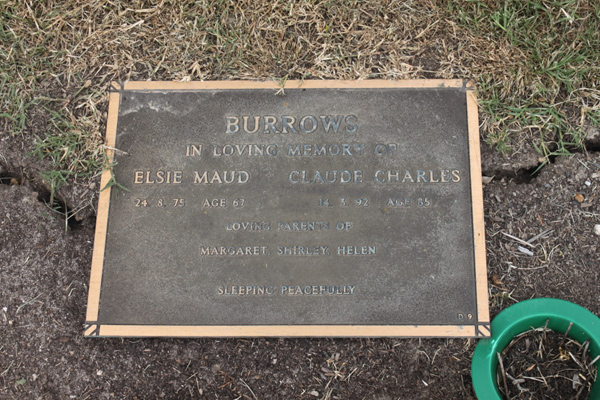 BURROWS
IN LOVING MEMORY OF
ELSIE MAUD CLAUDE CHARLES
24. 8. 75 AGE 67 14. 3. 92 AGE 85
LOVING PARENTS OF
MARGARET, SHIRLEY, HELEN
SLEEPING PEACEFULLY